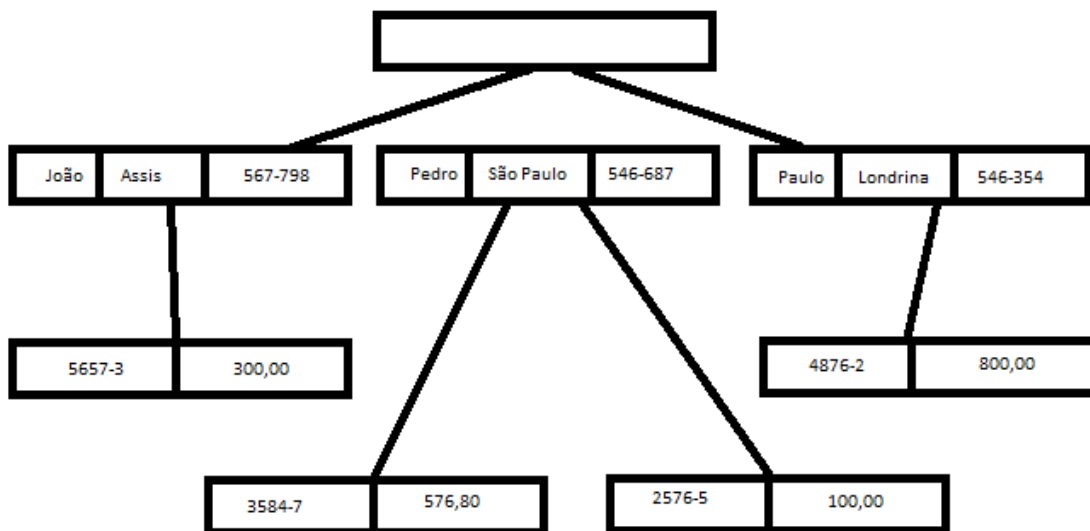 João Assis 567-798
Pedro São Paulo 546-687
Paulo Londrina 546-354
5657-3 300,00
4876-2 800,00
3584-7 576,80
2576-5 100,00